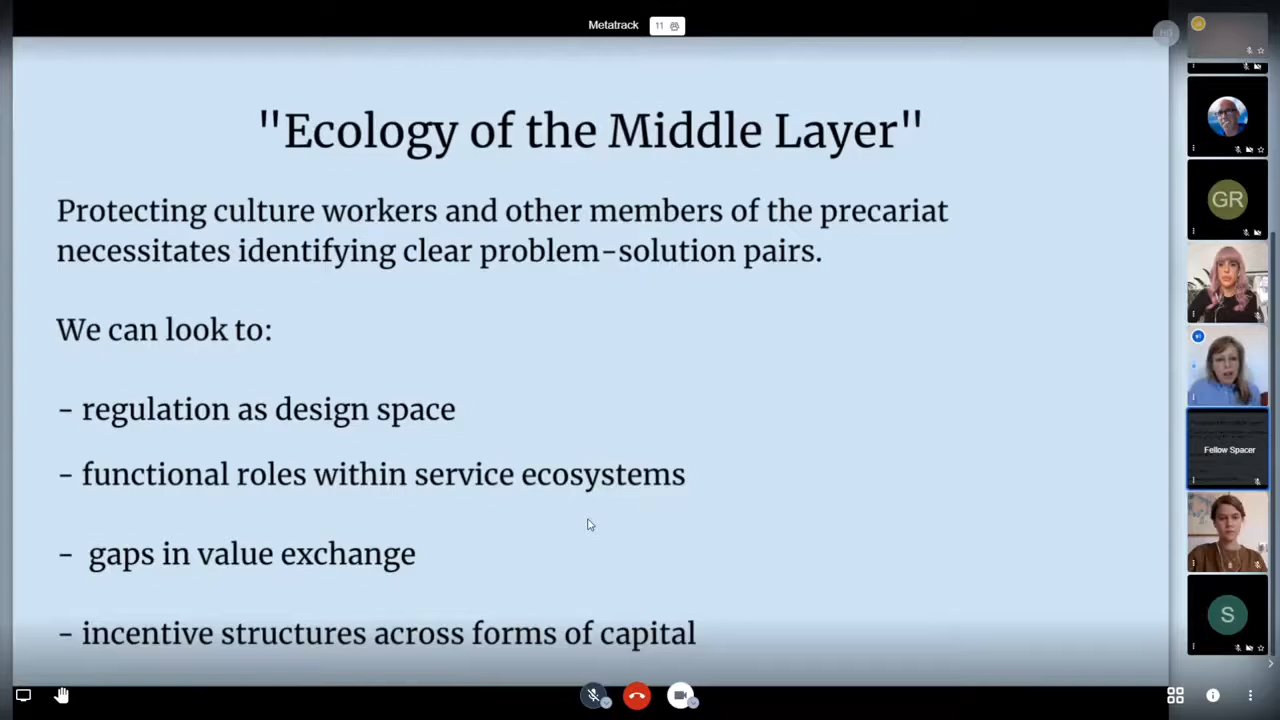 Metatrack 11
"Ecology of the Middle Layer"
Protecting culture workers and other members of the precariat
necessitates identifying clear problem-solution pairs.
We can look to:
- regulation as design space
- functional roles within service ecosystems
- gaps in value exchange
- incentive structures across forms of capital
GR
Fellow Spacer
S